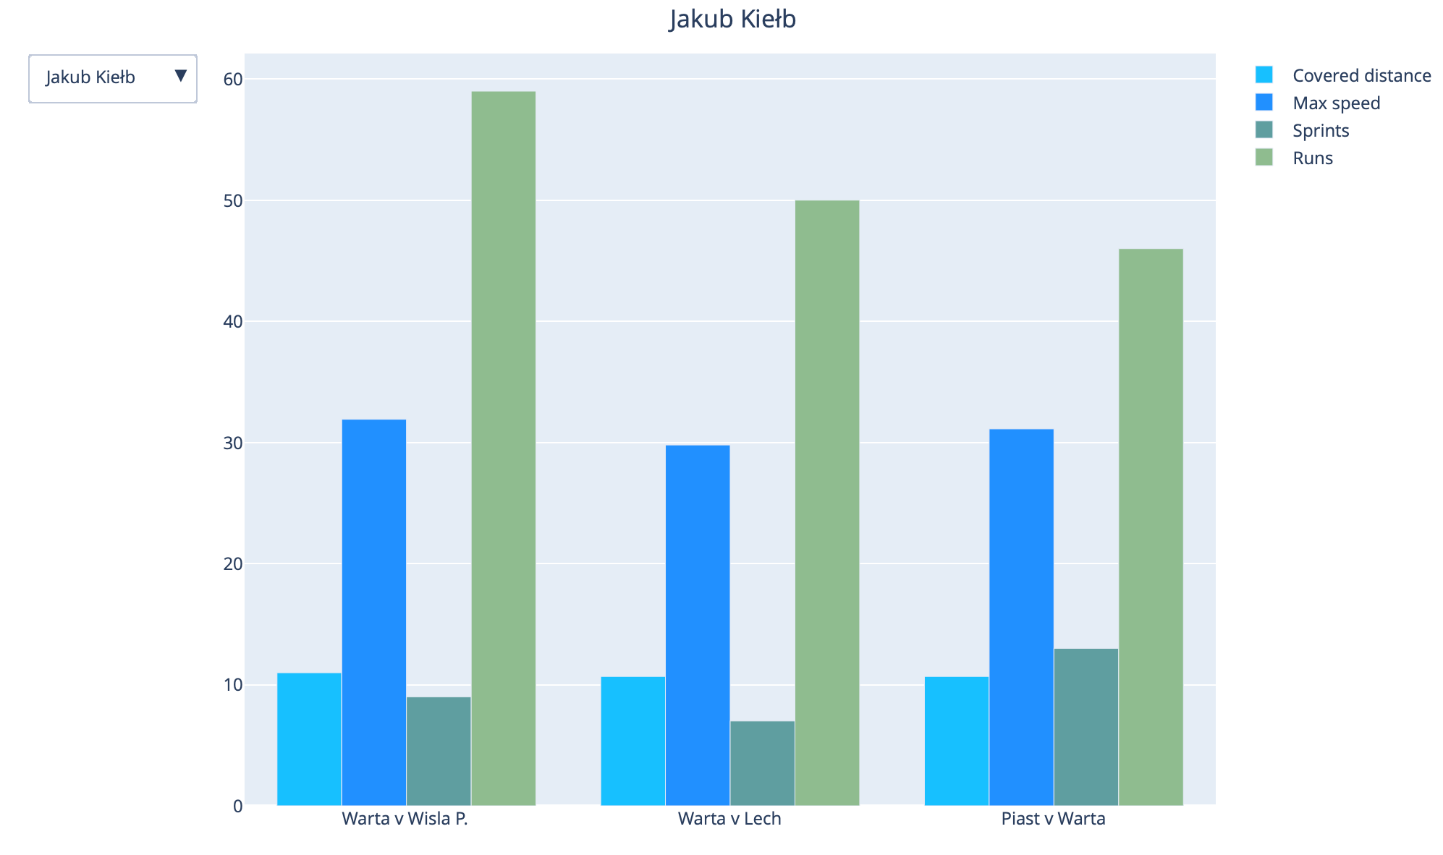 Jakub Kiełb
Jakub Kiełb ▼
Covered distance
Max speed
Sprints
Runs
60
50
40
30
20
10
0
Warta v Wisla P.
Warta v Lech
Piast v Warta